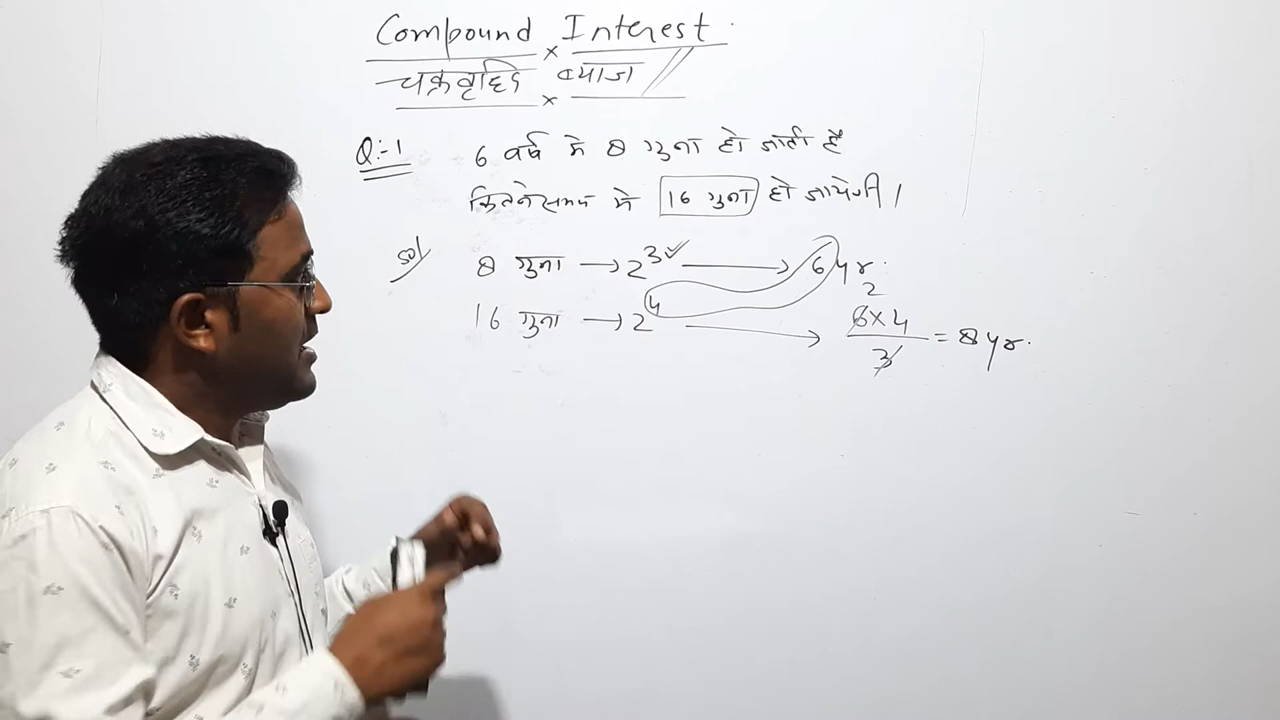 Compound Interest
चक्रवृद्धि ब्याज
Q:-1 6 वर्ष मे 8 गुना हो जाती है
कितने समय मे 16 गुना हो जायेगी।
Sol 8 गुना → 2³ ✓ → 6 yr.
16 गुना → 2⁴ → 6×4/3 = 8 yr.
2